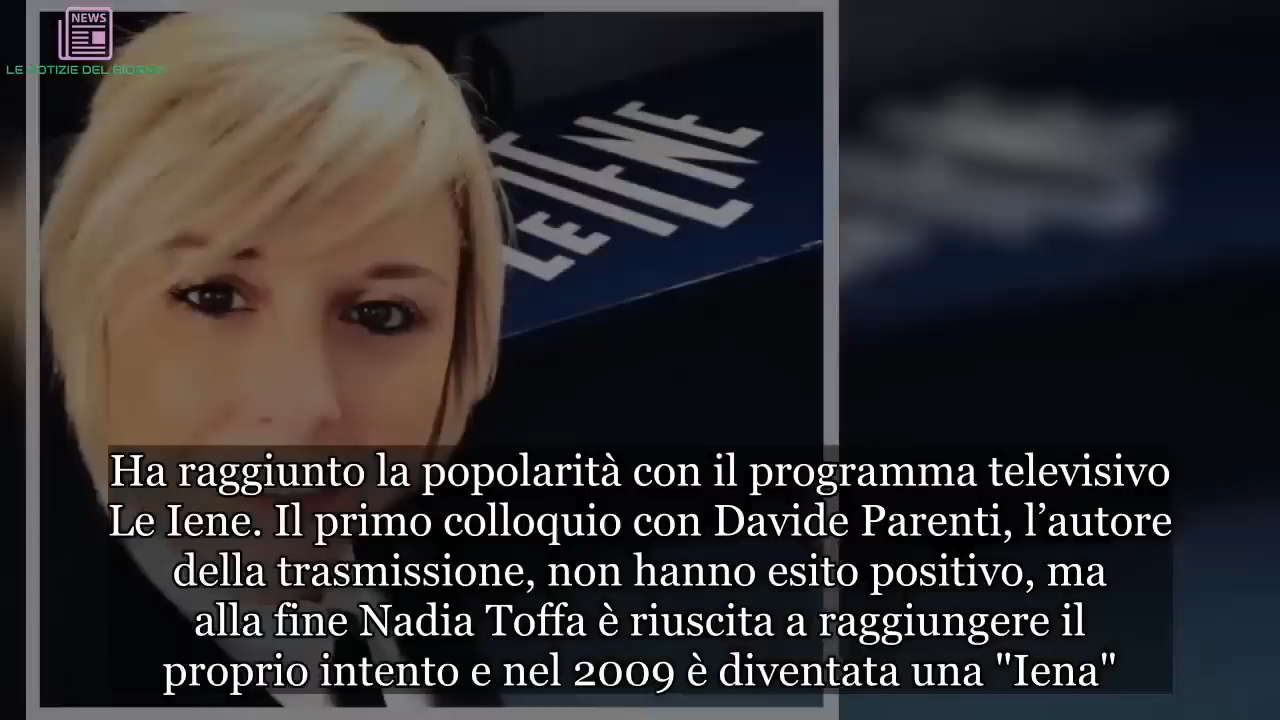 NEWS
LE NOTIZIE DEL GIORNO
LE IENE
Ha raggiunto la popolarità con il programma televisivo
Le Iene. Il primo colloquio con Davide Parenti, l’autore
della trasmissione, non hanno esito positivo, ma
alla fine Nadia Toffa è riuscita a raggiungere il
proprio intento e nel 2009 è diventata una "Iena"